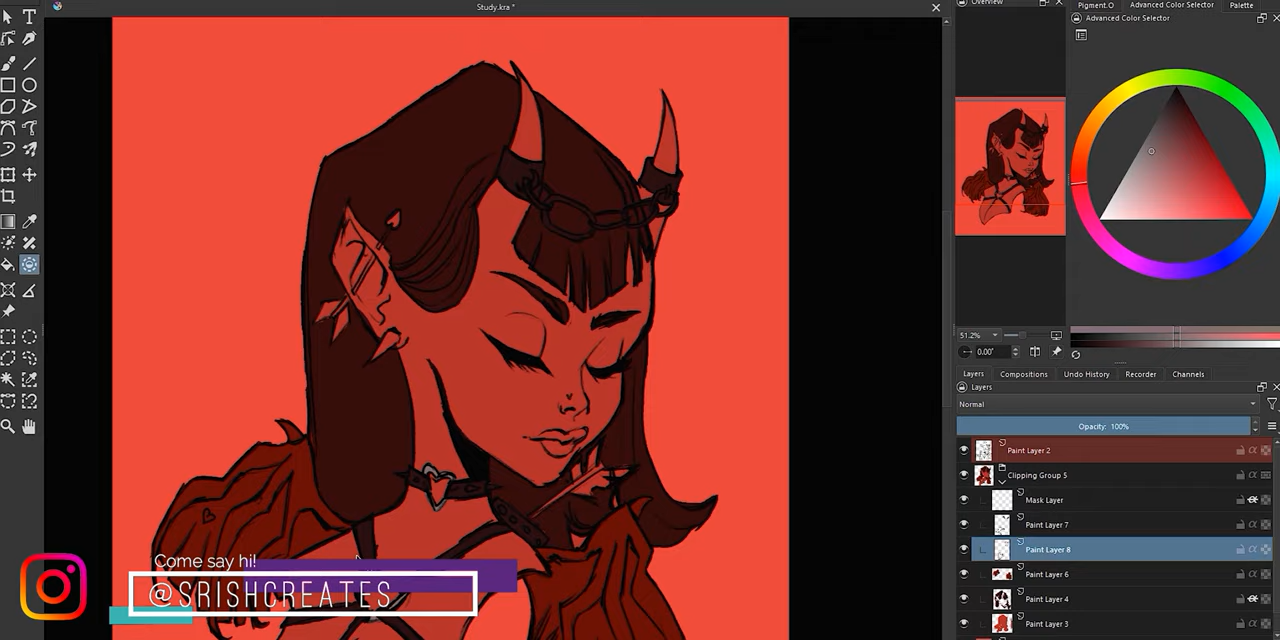 Study.kra *
Overview
Pigment.O
Advanced Color Selector
Palette
Advanced Color Selector
51.2%
0.00°
Layers
Compositions
Undo History
Recorder
Channels
Layers
Normal
Opacity: 100%
Paint Layer 2
Clipping Group 5
Mask Layer
Paint Layer 7
Paint Layer 8
Paint Layer 6
Paint Layer 4
Paint Layer 3
Come say hi!
@SRISHCREATES